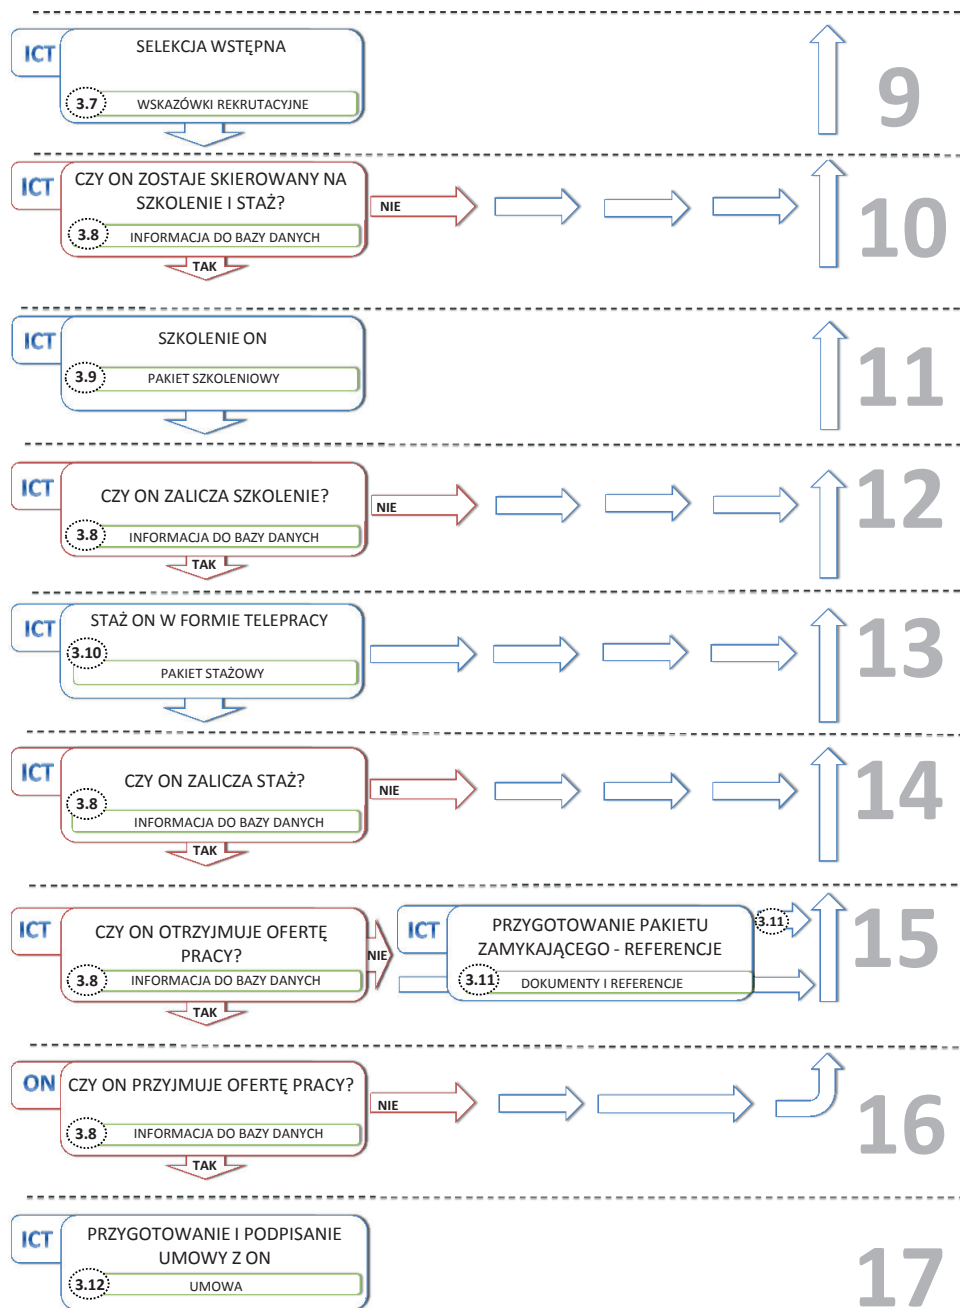 ICT
SELEKCJA WSTĘPNA
3.7
WSKAZÓWKI REKRUTACYJNE
9
ICT
CZY ON ZOSTAJE SKIEROWANY NA
SZKOLENIE I STAŻ?
NIE
3.8
INFORMACJA DO BAZY DANYCH
TAK
10
ICT
SZKOLENIE ON
3.9
PAKIET SZKOLENIOWY
11
ICT
CZY ON ZALICZA SZKOLENIE?
NIE
3.8
INFORMACJA DO BAZY DANYCH
TAK
12
ICT
STAŻ ON W FORMIE TELEPRACY
3.10
PAKIET STAŻOWY
13
ICT
CZY ON ZALICZA STAŻ?
NIE
3.8
INFORMACJA DO BAZY DANYCH
TAK
14
ICT
CZY ON OTRZYJMUJE OFERTĘ
PRACY?
NIE
3.8
INFORMACJA DO BAZY DANYCH
TAK
ICT
PRZYGOTOWANIE PAKIETU
ZAMYKAJĄCEGO - REFERENCJE
3.11
DOKUMENTY I REFERENCJE
3.11
15
ON
CZY ON PRZYJMUJE OFERTĘ PRACY?
NIE
3.8
INFORMACJA DO BAZY DANYCH
TAK
16
ICT
PRZYGOTOWANIE I PODPISANIE
UMOWY Z ON
3.12
UMOWA
17